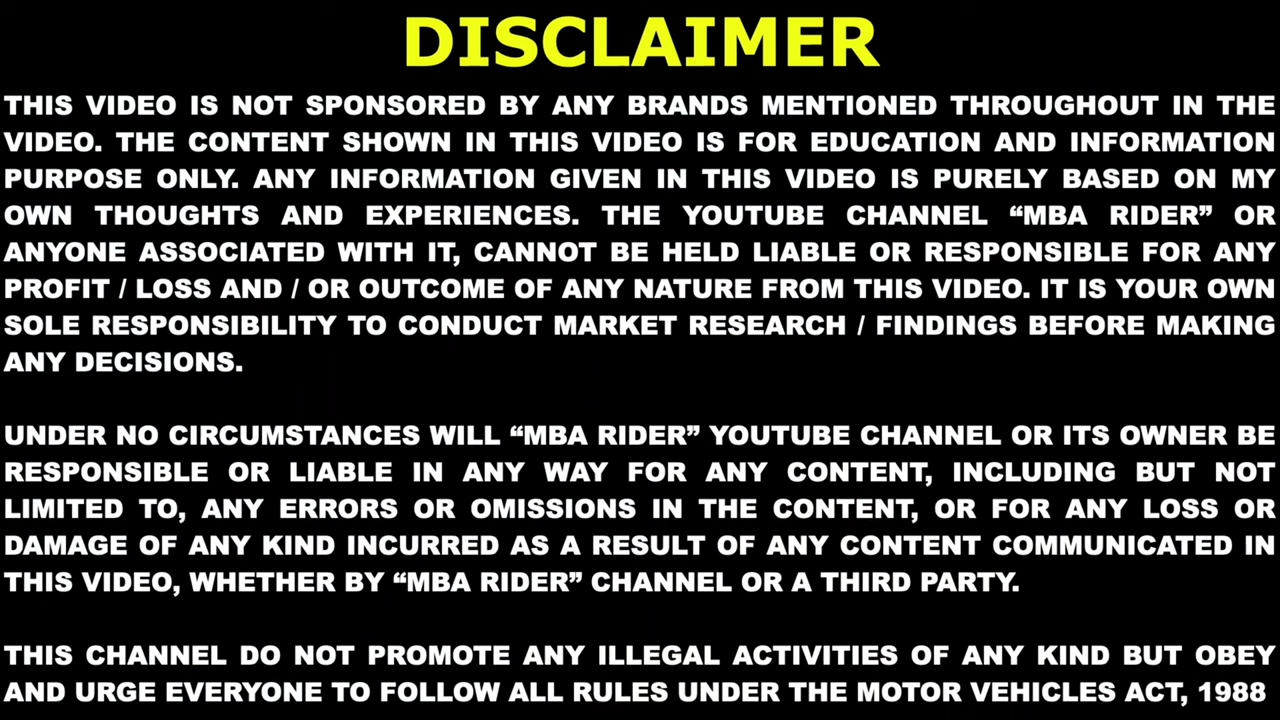 DISCLAIMER
THIS VIDEO IS NOT SPONSORED BY ANY BRANDS MENTIONED THROUGHOUT IN THE
VIDEO. THE CONTENT SHOWN IN THIS VIDEO IS FOR EDUCATION AND INFORMATION
PURPOSE ONLY. ANY INFORMATION GIVEN IN THIS VIDEO IS PURELY BASED ON MY
OWN THOUGHTS AND EXPERIENCES. THE YOUTUBE CHANNEL “MBA RIDER” OR
ANYONE ASSOCIATED WITH IT, CANNOT BE HELD LIABLE OR RESPONSIBLE FOR ANY
PROFIT / LOSS AND / OR OUTCOME OF ANY NATURE FROM THIS VIDEO. IT IS YOUR OWN
SOLE RESPONSIBILITY TO CONDUCT MARKET RESEARCH / FINDINGS BEFORE MAKING
ANY DECISIONS.
UNDER NO CIRCUMSTANCES WILL “MBA RIDER” YOUTUBE CHANNEL OR ITS OWNER BE
RESPONSIBLE OR LIABLE IN ANY WAY FOR ANY CONTENT, INCLUDING BUT NOT
LIMITED TO, ANY ERRORS OR OMISSIONS IN THE CONTENT, OR FOR ANY LOSS OR
DAMAGE OF ANY KIND INCURRED AS A RESULT OF ANY CONTENT COMMUNICATED IN
THIS VIDEO, WHETHER BY “MBA RIDER” CHANNEL OR A THIRD PARTY.
THIS CHANNEL DO NOT PROMOTE ANY ILLEGAL ACTIVITIES OF ANY KIND BUT OBEY
AND URGE EVERYONE TO FOLLOW ALL RULES UNDER THE MOTOR VEHICLES ACT, 1988